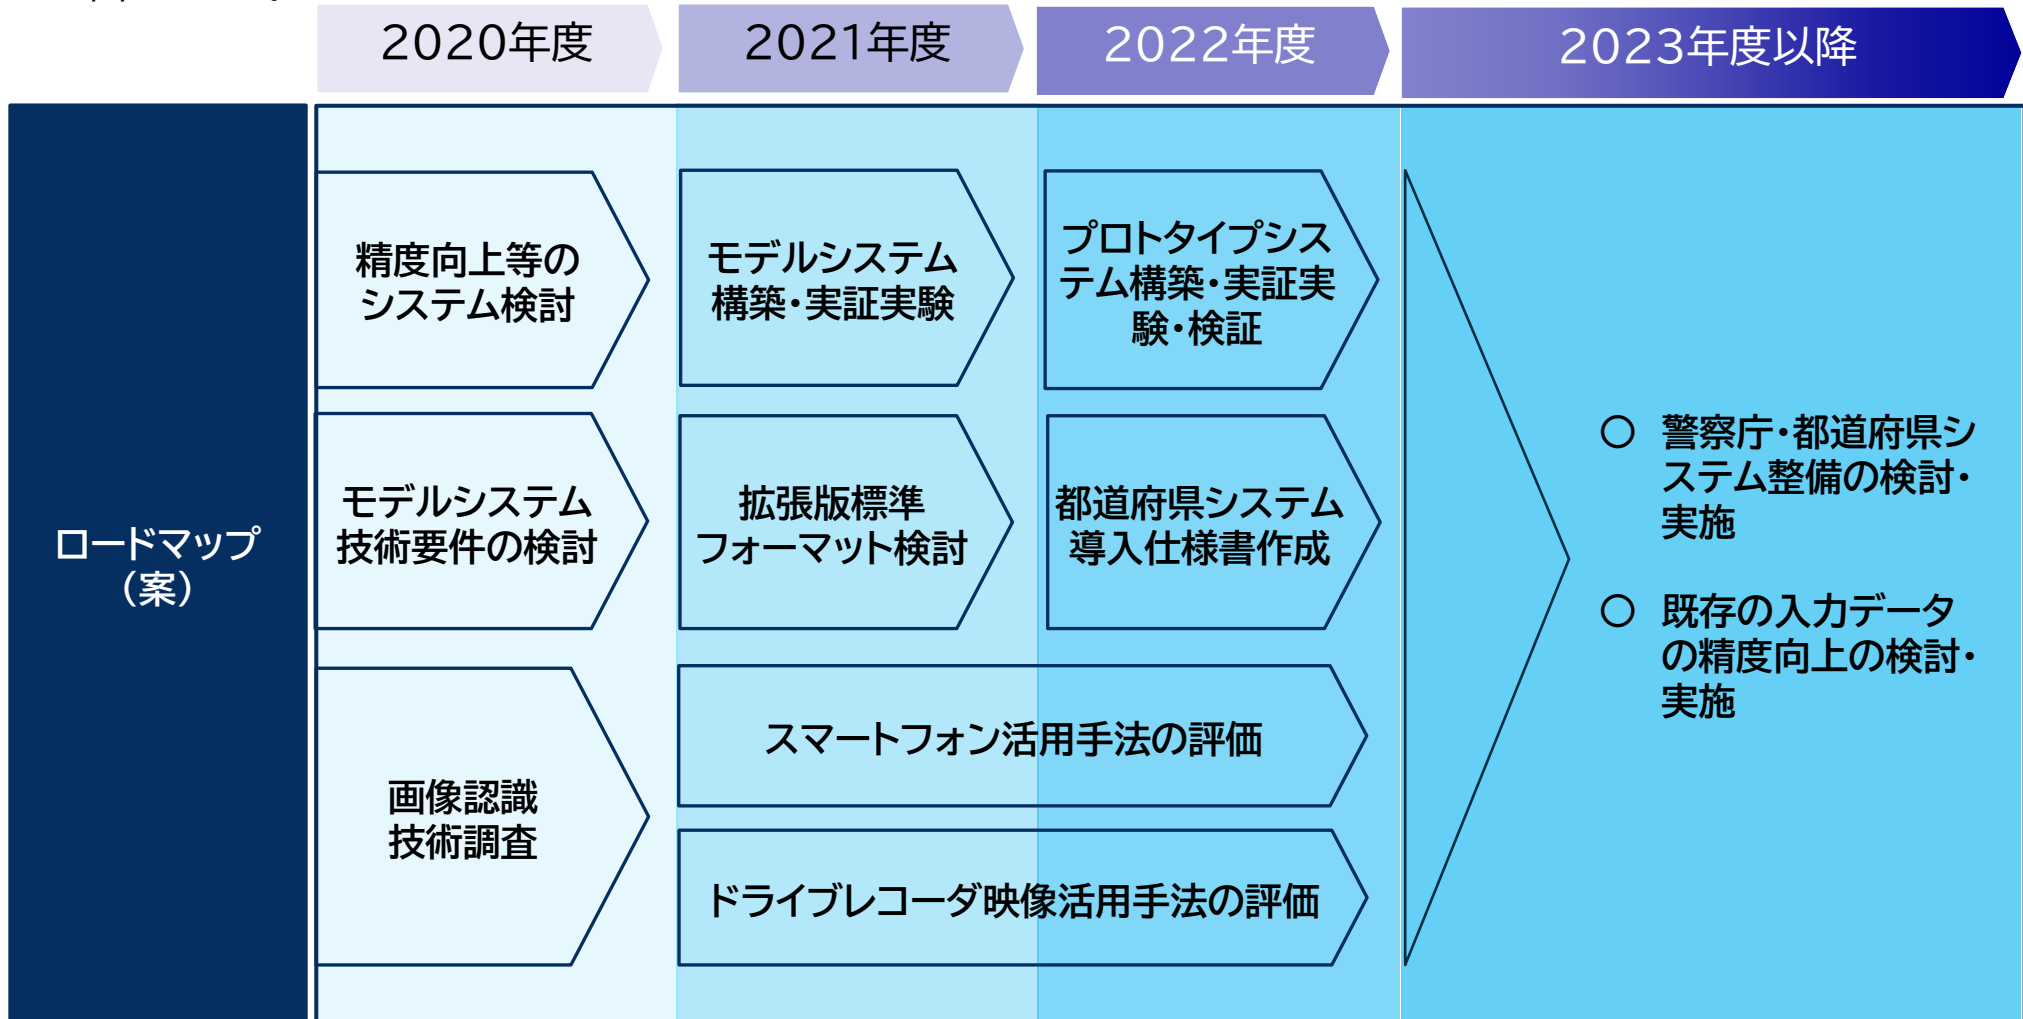 2020年度
2021年度
2022年度
2023年度以降
ロードマップ
（案）
精度向上等の
システム検討
モデルシステム
構築・実証実験
プロトタイプシス
テム構築・実証実
験・検証
モデルシステム
技術要件の検討
拡張版標準
フォーマット検討
都道府県システム
導入仕様書作成
画像認識
技術調査
スマートフォン活用手法の評価
ドライブレコーダ映像活用手法の評価
○ 警察庁・都道府県シ
ステム整備の検討・
実施
○ 既存の入力データ
の精度向上の検討・
実施